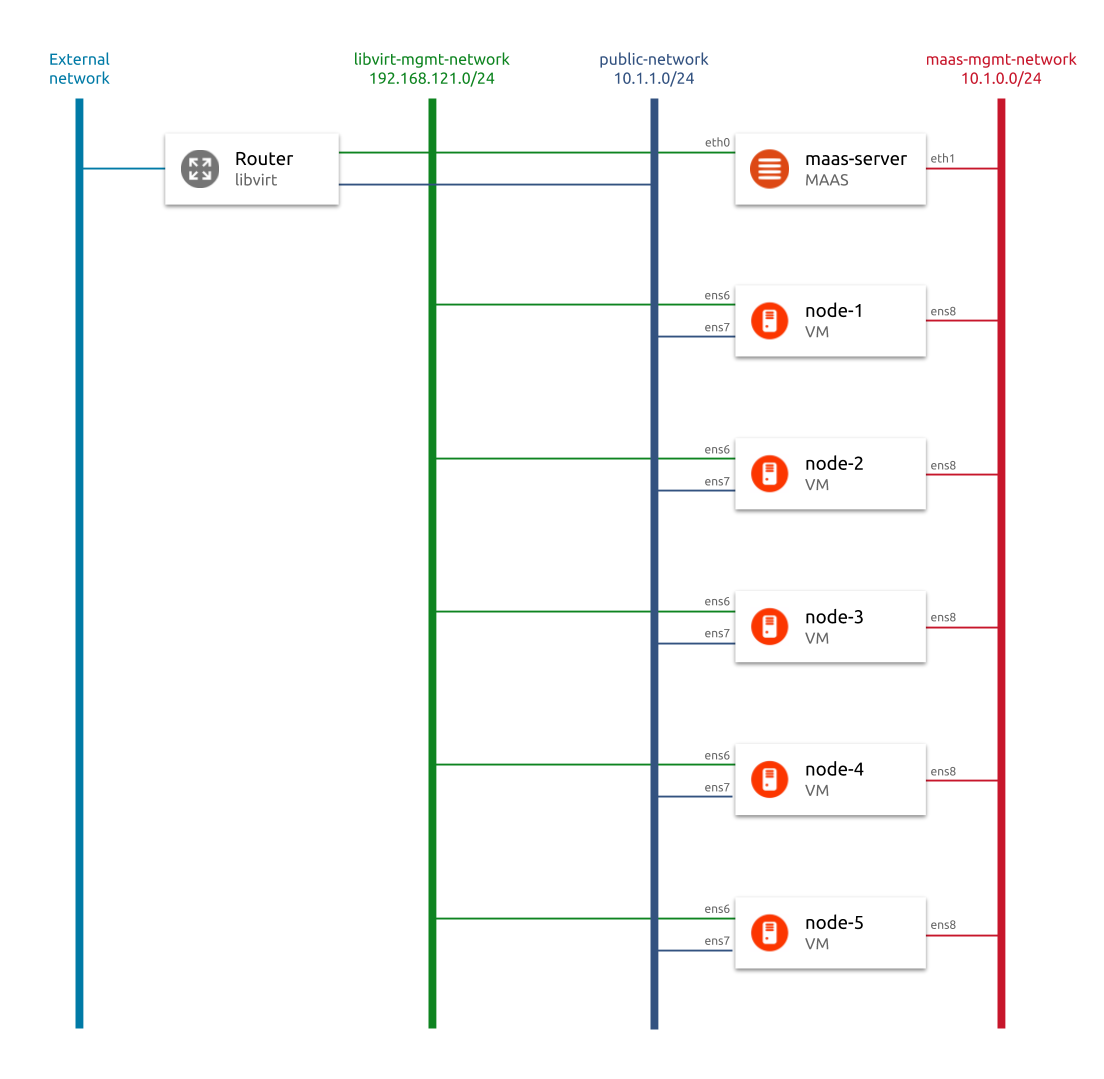 External
network
libvirt-mgmt-network
192.168.121.0/24
public-network
10.1.1.0/24
maas-mgmt-network
10.1.0.0/24
Router
libvirt
eth0
maas-server
MAAS
eth1
ens6
ens7
node-1
VM
ens8
ens6
ens7
node-2
VM
ens8
ens6
ens7
node-3
VM
ens8
ens6
ens7
node-4
VM
ens8
ens6
ens7
node-5
VM
ens8